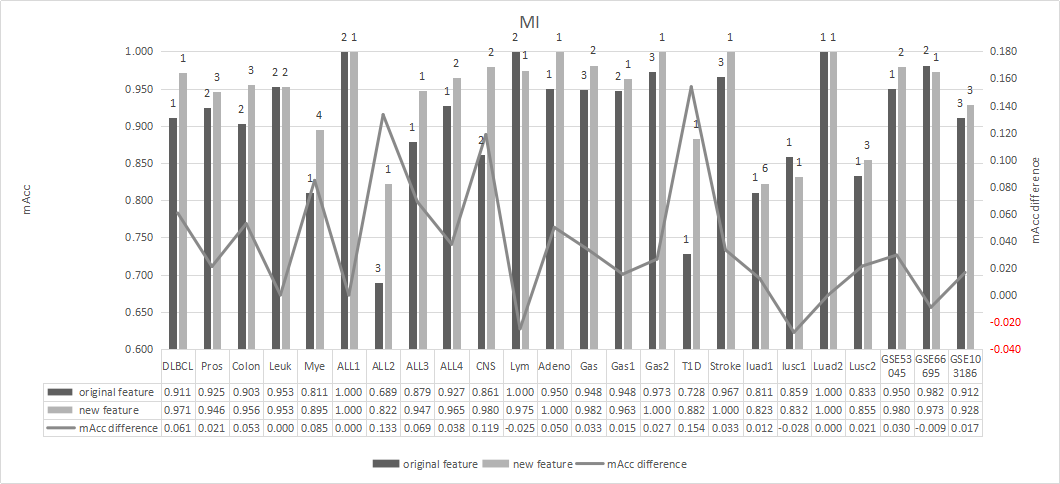 MI
1.000
0.950
0.900
0.850
0.800
0.750
0.700
0.650
0.600
mAcc
0.180
0.160
0.140
0.120
0.100
0.080
0.060
0.040
0.020
0.000
-0.020
-0.040
mAcc difference
1 1 2 3 2 3 2 2 1 4 2 1 3 1 1 1 1 2 2 2 2 1 1 1 3 2 2 1 3 1 1 1 3 1 1 6 1 1 1 1 1 3 1 2 2 1 3 3
DLBCL Pros Colon Leuk Mye ALL1 ALL2 ALL3 ALL4 CNS Lym Adeno Gas Gas1 Gas2 T1D Stroke luad1 lusc1 Luad2 Lusc2 GSE53045 GSE66695 GSE103186
original feature 0.911 0.925 0.903 0.953 0.811 1.000 0.689 0.879 0.927 0.861 1.000 0.950 0.948 0.948 0.973 0.728 0.967 0.811 0.859 1.000 0.833 0.950 0.982 0.912
new feature 0.971 0.946 0.956 0.953 0.895 1.000 0.822 0.947 0.965 0.980 0.975 1.000 0.982 0.963 1.000 0.882 1.000 0.823 0.832 1.000 0.855 0.980 0.973 0.928
mAcc difference 0.061 0.021 0.053 0.000 0.085 0.000 0.133 0.069 0.038 0.119 -0.025 0.050 0.033 0.015 0.027 0.154 0.033 0.012 -0.028 0.000 0.021 0.030 -0.009 0.017
original feature new feature mAcc difference